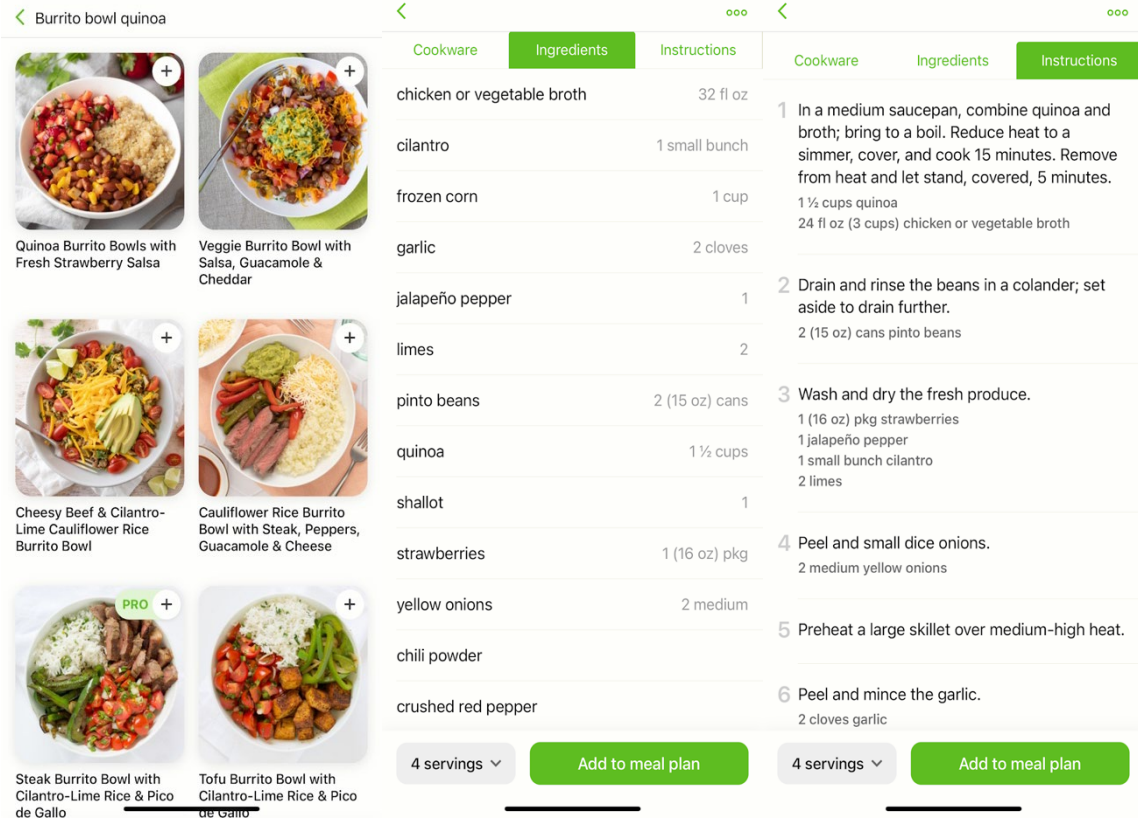 Burrito bowl quinoa
Quinoa Burrito Bowls with
Fresh Strawberry Salsa
Veggie Burrito Bowl with
Salsa, Guacamole &
Cheddar
Cheesy Beef & Cilantro-
Lime Cauliflower Rice
Burrito Bowl
Cauliflower Rice Burrito
Bowl with Steak, Peppers,
Guacamole & Cheese
PRO
Steak Burrito Bowl with
Cilantro-Lime Rice & Pico
de Gallo
Tofu Burrito Bowl with
Cilantro-Lime Rice & Pico
de Gallo
Cookware Ingredients Instructions
chicken or vegetable broth 32 fl oz
cilantro 1 small bunch
frozen corn 1 cup
garlic 2 cloves
jalapeño pepper 1
limes 2
pinto beans 2 (15 oz) cans
quinoa 1 ½ cups
shallot 1
strawberries 1 (16 oz) pkg
yellow onions 2 medium
chili powder
crushed red pepper
4 servings Add to meal plan
Cookware Ingredients Instructions
1 In a medium saucepan, combine quinoa and
broth; bring to a boil. Reduce heat to a
simmer, cover, and cook 15 minutes. Remove
from heat and let stand, covered, 5 minutes.
1 ½ cups quinoa
24 fl oz (3 cups) chicken or vegetable broth
2 Drain and rinse the beans in a colander; set
aside to drain further.
2 (15 oz) cans pinto beans
3 Wash and dry the fresh produce.
1 (16 oz) pkg strawberries
1 jalapeño pepper
1 small bunch cilantro
2 limes
4 Peel and small dice onions.
2 medium yellow onions
5 Preheat a large skillet over medium-high heat.
6 Peel and mince the garlic.
2 cloves garlic
4 servings Add to meal plan